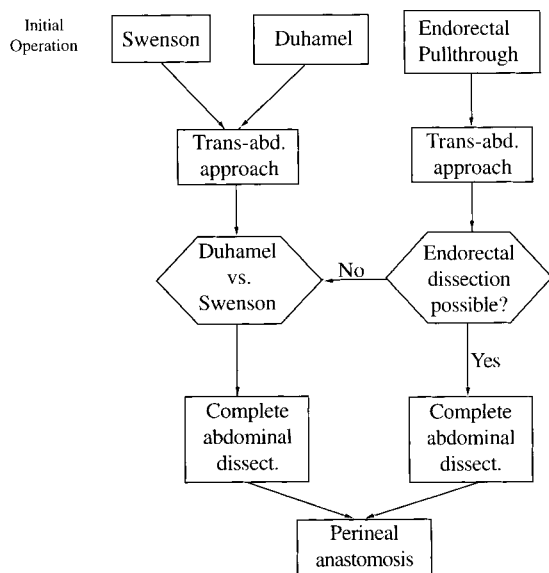 Initial
Operation
Swenson
Duhamel
Endorectal
Pullthrough
Trans-abd.
approach
Trans-abd.
approach
Duhamel
vs.
Swenson
No
Endorectal
dissection
possible?
Yes
Complete
abdominal
dissect.
Complete
abdominal
dissect.
Perineal
anastomosis